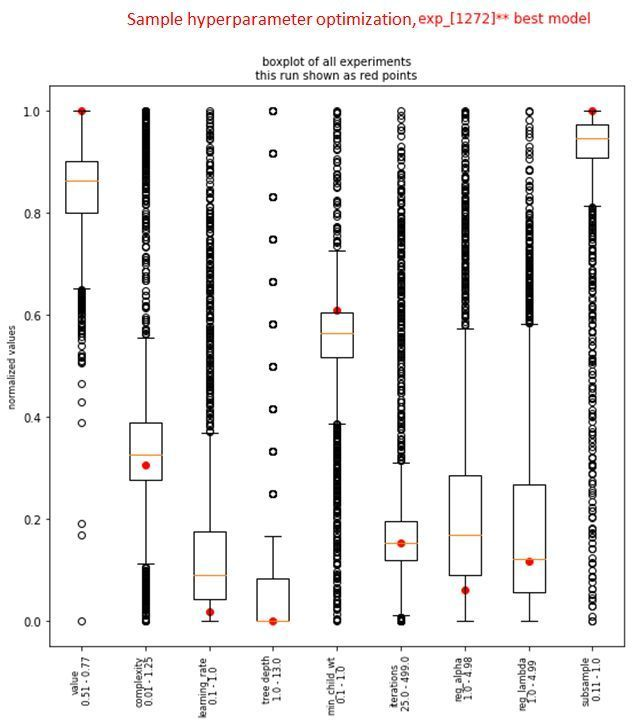 Sample hyperparameter optimization, exp_[1272]** best model
boxplot of all experiments
this run shown as red points
1.0
0.8
0.6
0.4
0.2
0.0
normalized values
value
0.51 - 0.77
complexity
0.01 - 1.25
learning_rate
0.1 - 1.0
tree depth
1.0 - 13.0
min_child_wt
0.1 - 1.0
iterations
25.0 - 499.0
reg_alpha
1.0 - 4.98
reg_lambda
1.0 - 4.99
subsample
0.11 - 1.0